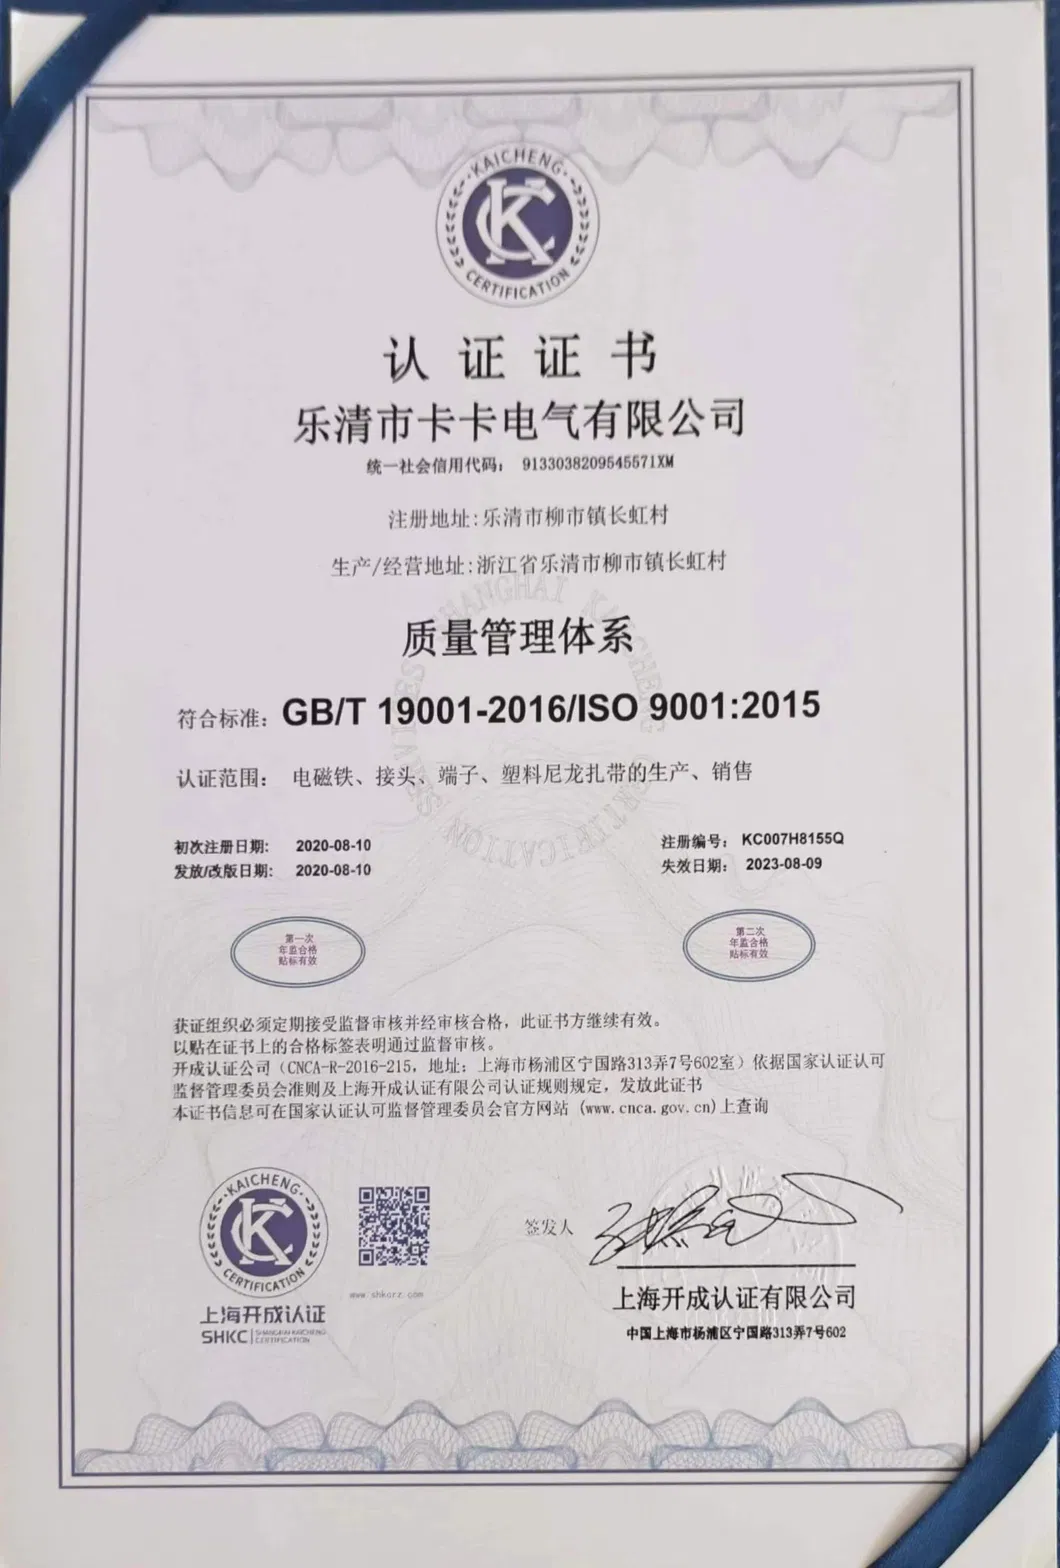 KAICHENG
KC
CERTIFICATION
认证证书
乐清市卡卡电气有限公司
统一社会信用代码： 91330382095455571XM
注册地址:乐清市柳市镇长虹村
生产/经营地址:浙江省乐清市柳市镇长虹村
SHANGHAI KAICHENG CERTIFICATION SERVICES
质量管理体系
符合标准: GB/T 19001-2016/ISO 9001:2015
认证范围： 电磁铁、接头、端子、塑料尼龙扎带的生产、销售
初次注册日期: 2020-08-10 注册编号： KC007H8155Q
发放/改版日期: 2020-08-10 失效日期： 2023-08-09
第一次
年监合格
贴标有效
第二次
年监合格
贴标有效
获证组织必须定期接受监督审核并经审核合格，此证书方继续有效。
以贴在证书上的合格标签表明通过监督审核。
开成认证公司（CNCA-R-2016-215，地址：上海市杨浦区宁国路313弄7号602室）依据国家认证认可
监督管理委员会准则及上海开成认证有限公司认证规则规定，发放此证书
本证书信息可在国家认证认可监督管理委员会官方网站 (www.cnca.gov.cn)上查询
KAICHENG
KC
CERTIFICATION
上海开成认证
SHKC SHANGHAI KAICHENG
CERTIFICATION
www.shkcrz.com
签发人
上海开成认证有限公司
中国上海市杨浦区宁国路313弄7号602